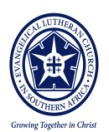 EVANGELICAL LUTHERAN CHURCH
IN SOUTHERN AFRICA
Growing Together in Christ